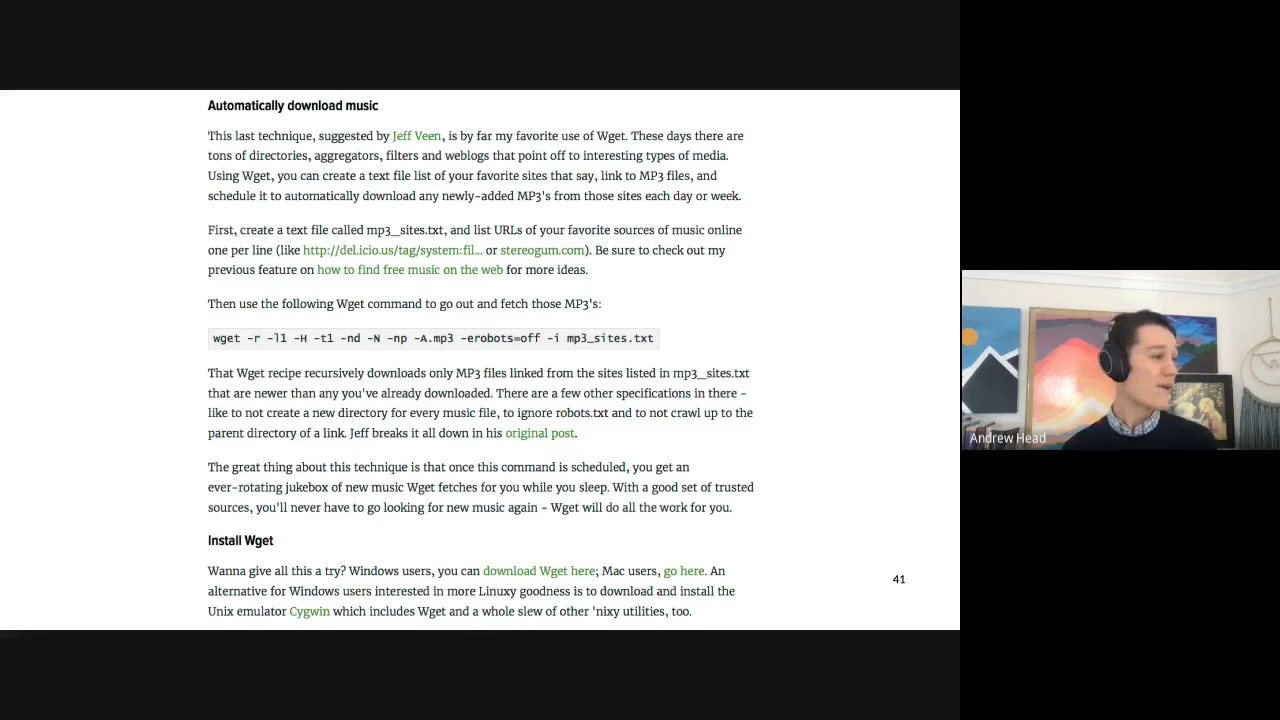 Automatically download music
This last technique, suggested by Jeff Veen, is by far my favorite use of Wget. These days there are
tons of directories, aggregators, filters and weblogs that point off to interesting types of media.
Using Wget, you can create a text file list of your favorite sites that say, link to MP3 files, and
schedule it to automatically download any newly-added MP3's from those sites each day or week.
First, create a text file called mp3_sites.txt, and list URLs of your favorite sources of music online
one per line (like http://del.icio.us/tag/system:fil... or stereogum.com). Be sure to check out my
previous feature on how to find free music on the web for more ideas.
Then use the following Wget command to go out and fetch those MP3's:
wget -r -l1 -H -t1 -nd -N -np -A.mp3 -erobots=off -i mp3_sites.txt
That Wget recipe recursively downloads only MP3 files linked from the sites listed in mp3_sites.txt
that are newer than any you've already downloaded. There are a few other specifications in there -
like to not create a new directory for every music file, to ignore robots.txt and to not crawl up to the
parent directory of a link. Jeff breaks it all down in his original post.
The great thing about this technique is that once this command is scheduled, you get an
ever-rotating jukebox of new music Wget fetches for you while you sleep. With a good set of trusted
sources, you'll never have to go looking for new music again - Wget will do all the work for you.
Install Wget
Wanna give all this a try? Windows users, you can download Wget here; Mac users, go here. An
alternative for Windows users interested in more Linuxy goodness is to download and install the
Unix emulator Cygwin which includes Wget and a whole slew of other 'nixy utilities, too.
41
Andrew Head